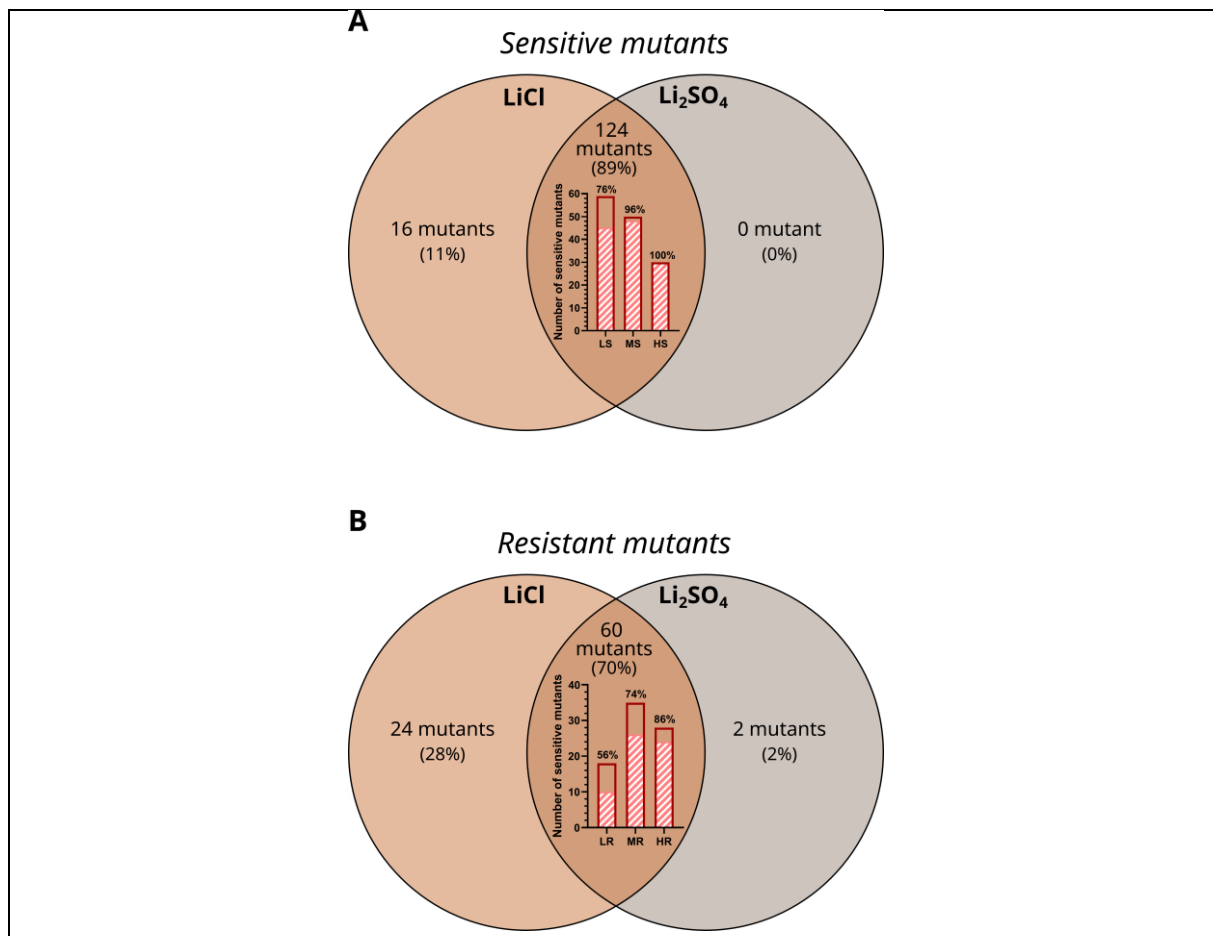 A
Sensitive mutants
LiCl
Li₂SO₄
124
mutants
(89%)
16 mutants
(11%)
0 mutant
(0%)
Number of sensitive mutants
60
50
40
30
20
10
0
76%
96%
100%
LS MS HS
B
Resistant mutants
LiCl
Li₂SO₄
60
mutants
(70%)
24 mutants
(28%)
2 mutants
(2%)
Number of sensitive mutants
40
30
20
10
0
56%
74%
86%
LR MR HR